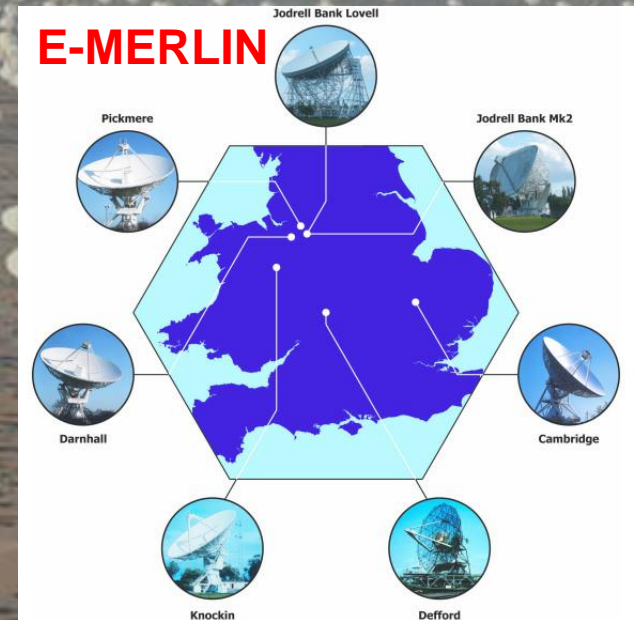 Jodrell Bank Lovell
E-MERLIN
Pickmere
Jodrell Bank Mk2
Darnhall
Cambridge
Knockin
Defford